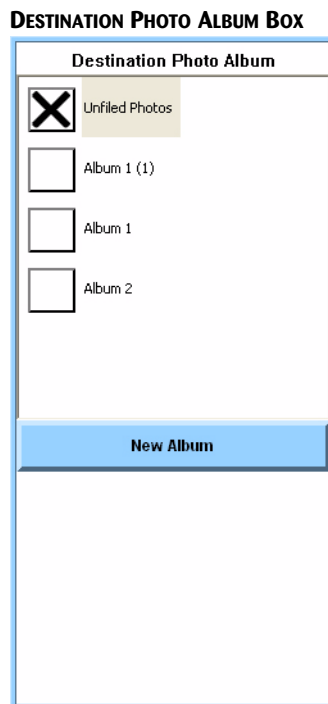 DESTINATION PHOTO ALBUM BOX
Destination Photo Album
Unfiled Photos
Album 1 (1)
Album 1
Album 2
New Album